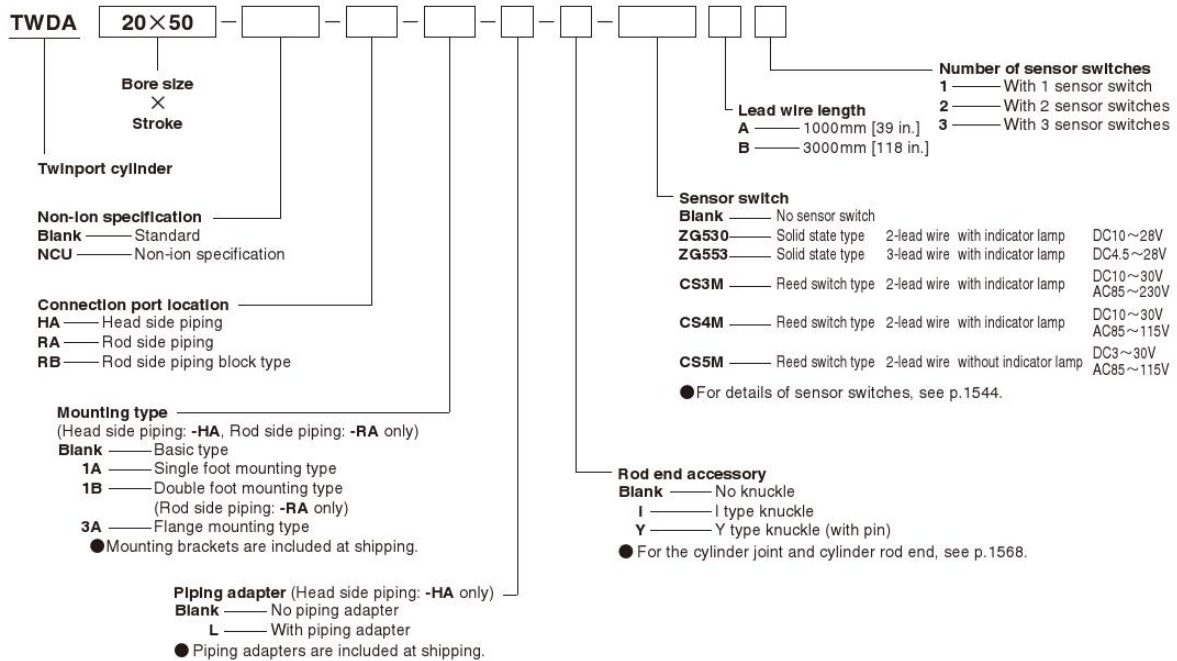 TWDA 20×50 – – – – – –
Bore size
×
Stroke
Twinport cylinder
Number of sensor switches
1 With 1 sensor switch
2 With 2 sensor switches
3 With 3 sensor switches
Lead wire length
A 1000mm [39 in.]
B 3000mm [118 in.]
Sensor switch
Blank No sensor switch
ZG530 Solid state type 2-lead wire with indicator lamp DC10～28V
ZG553 Solid state type 3-lead wire with indicator lamp DC4.5～28V
CS3M Reed switch type 2-lead wire with indicator lamp DC10～30V
AC85～230V
CS4M Reed switch type 2-lead wire with indicator lamp DC10～30V
AC85～115V
CS5M Reed switch type 2-lead wire without indicator lamp DC3～30V
AC85～115V
●For details of sensor switches, see p.1544.
Non-ion specification
Blank Standard
NCU Non-ion specification
Connection port location
HA Head side piping
RA Rod side piping
RB Rod side piping block type
Mounting type
(Head side piping: -HA, Rod side piping: -RA only)
Blank Basic type
1A Single foot mounting type
1B Double foot mounting type
(Rod side piping: -RA only)
3A Flange mounting type
●Mounting brackets are included at shipping.
Rod end accessory
Blank No knuckle
I I type knuckle
Y Y type knuckle (with pin)
● For the cylinder joint and cylinder rod end, see p.1568.
Piping adapter (Head side piping: -HA only)
Blank No piping adapter
L With piping adapter
● Piping adapters are included at shipping.